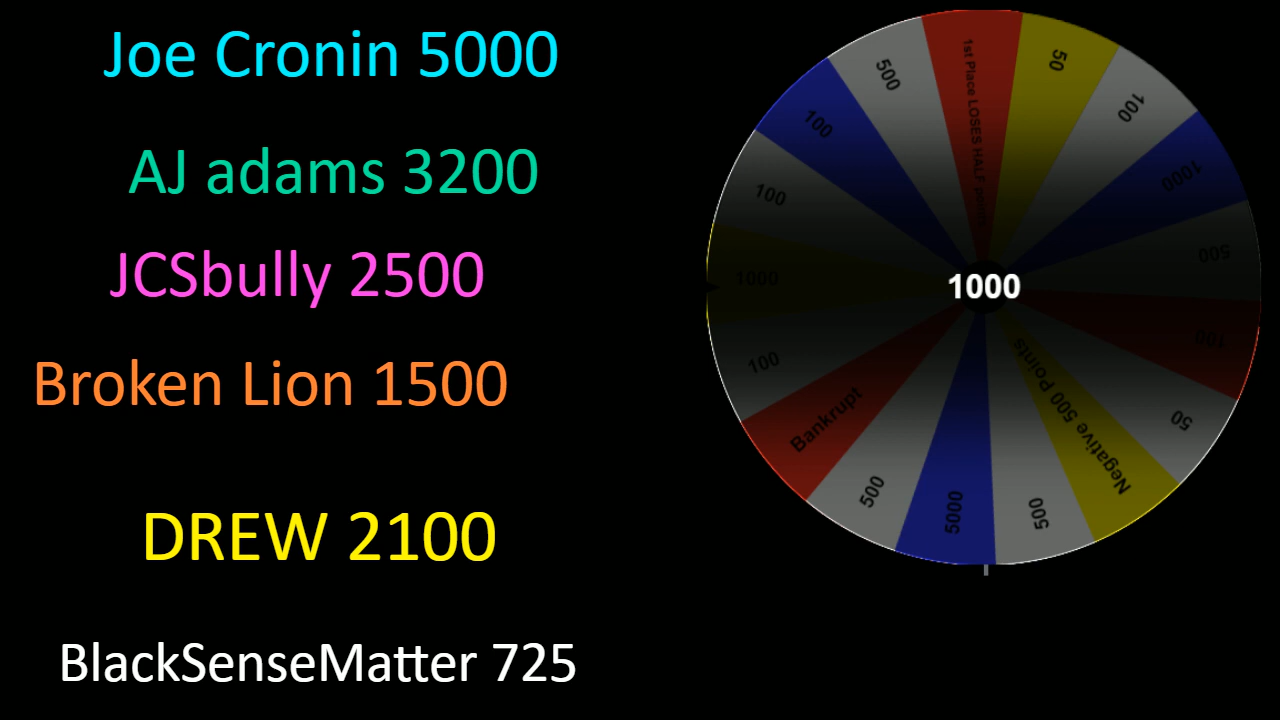 Joe Cronin 5000
AJ adams 3200
JCSbully 2500
Broken Lion 1500
DREW 2100
BlackSenseMatter 725
1st Place LOSES HALF points
50
100
1000
500
100
50
Negative 500 Points
500
5000
500
Bankrupt
100
1000
100
100
500
1000